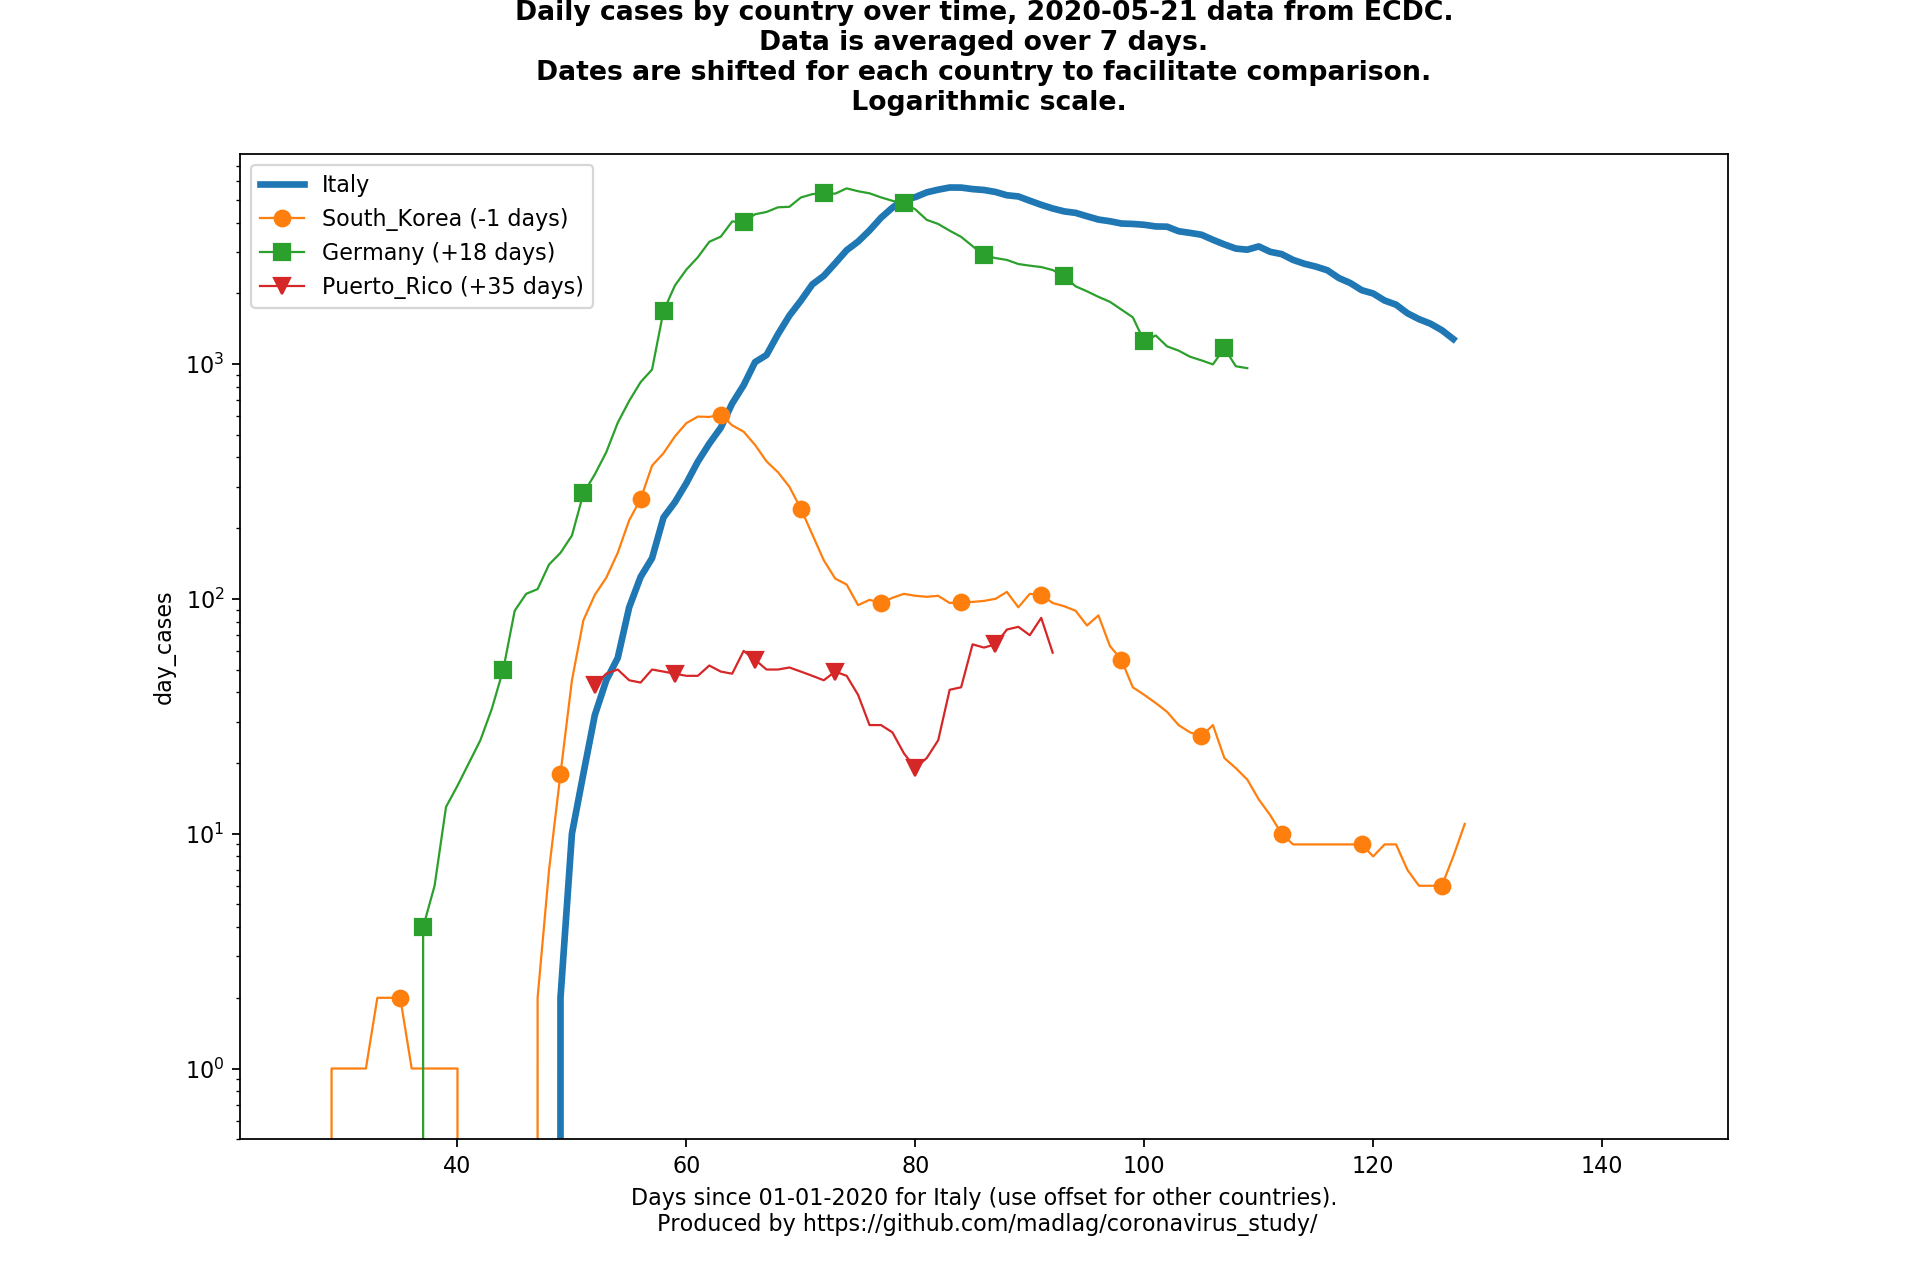 Daily cases by country over time, 2020-05-21 data from ECDC.
Data is averaged over 7 days.
Dates are shifted for each country to facilitate comparison.
Logarithmic scale.
Italy
South_Korea (-1 days)
Germany (+18 days)
Puerto_Rico (+35 days)
day_cases
10³
10²
10¹
10⁰
40 60 80 100 120 140
Days since 01-01-2020 for Italy (use offset for other countries).
Produced by https://github.com/madlag/coronavirus_study/